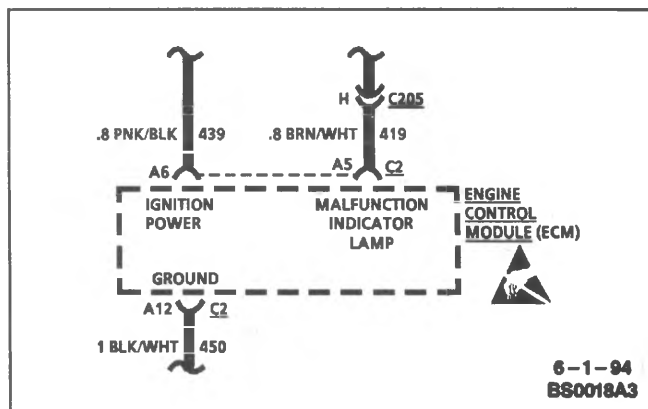 H C205
.8 PNK/BLK 439 .8 BRN/WHT 419
A6 A5 C2
IGNITION
POWER
MALFUNCTION
INDICATOR
LAMP
ENGINE
CONTROL
MODULE (ECM)
GROUND
A12 C2
1 BLK/WHT 450
6-1-94
BS0018A3